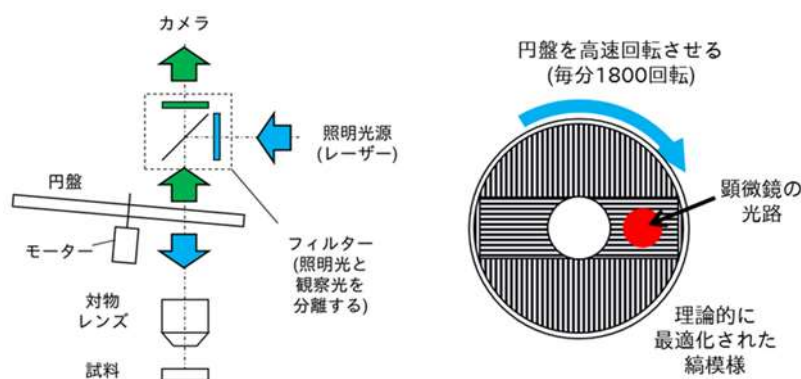 カメラ
照明光源
(レーザー)
円盤
モーター
フィルター
(照明光と
観察光を
分離する)
対物
レンズ
試料
円盤を高速回転させる
(毎分1800回転)
顕微鏡の
光路
理論的に
最適化された
縞模様